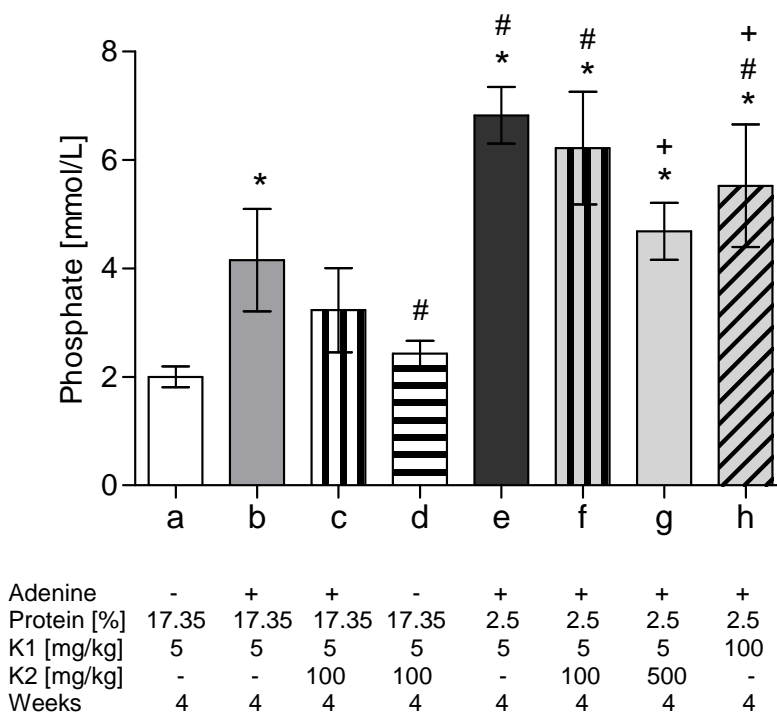 # # +
* * #
* + *
* #
8
6
4
2
0
Phosphate [mmol/L]
a b c d e f g h
Adenine - + + - + + + +
Protein [%] 17.35 17.35 17.35 17.35 2.5 2.5 2.5 2.5
K1 [mg/kg] 5 5 5 5 5 5 5 100
K2 [mg/kg] - - 100 100 - 100 500 -
Weeks 4 4 4 4 4 4 4 4